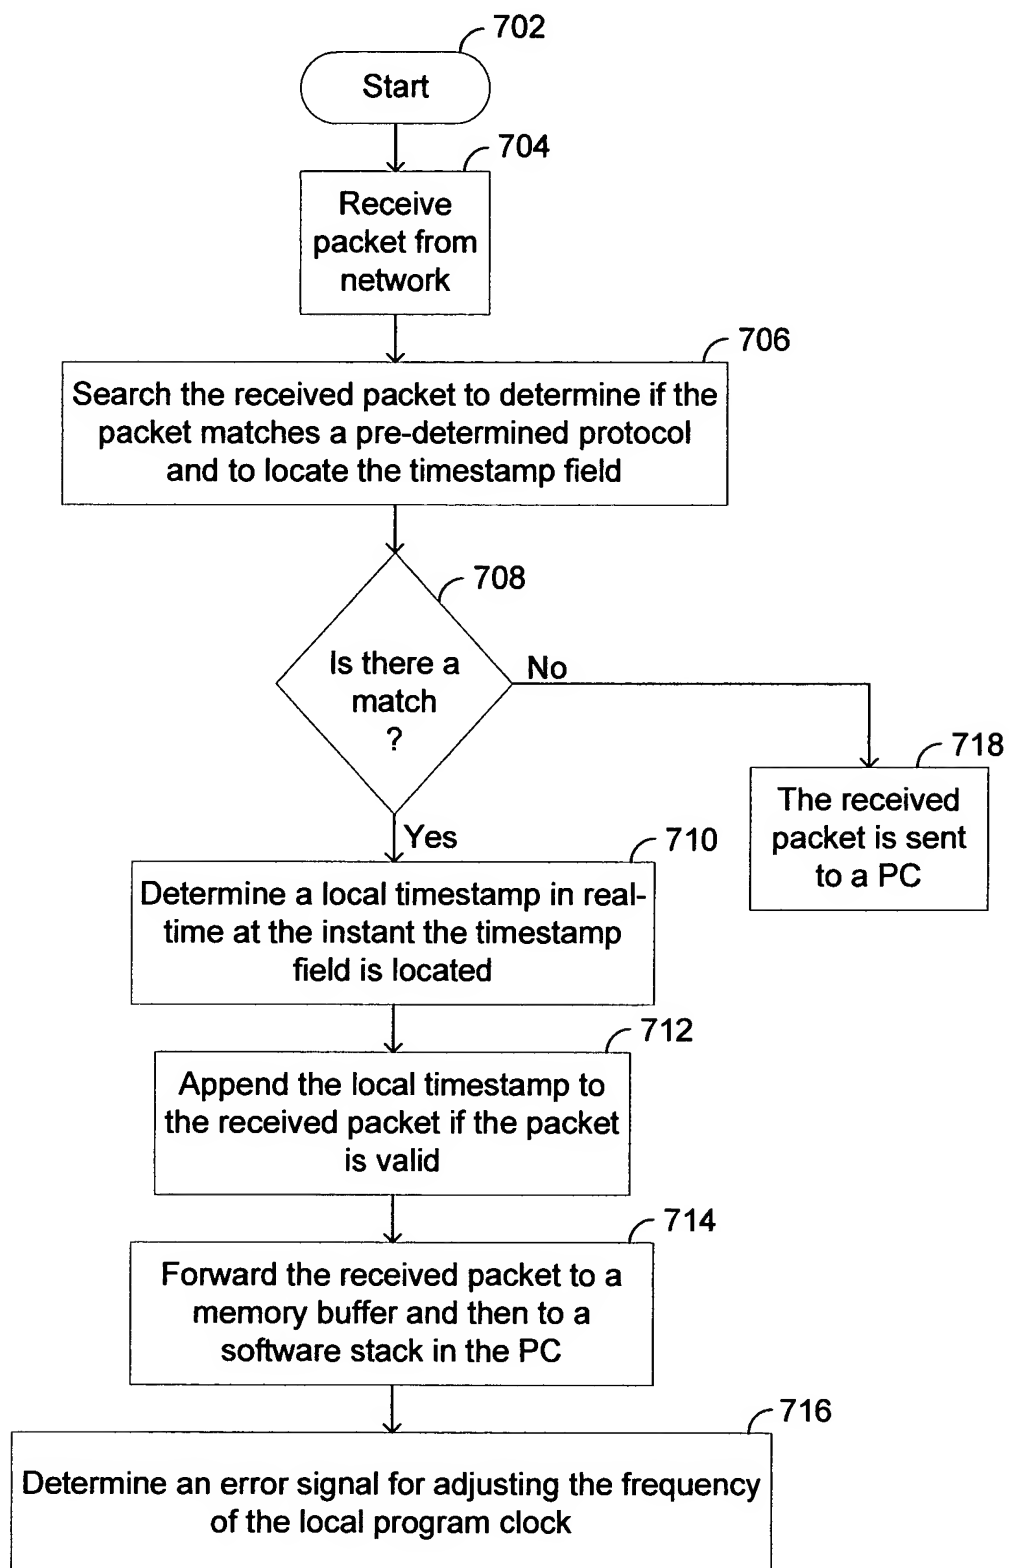 702
Start
704
Receive
packet from
network
706
Search the received packet to determine if the
packet matches a pre-determined protocol
and to locate the timestamp field
708
Is there a
match
?
No
718
The received
packet is sent
to a PC
Yes
710
Determine a local timestamp in real-
time at the instant the timestamp
field is located
712
Append the local timestamp to
the received packet if the packet
is valid
714
Forward the received packet to a
memory buffer and then to a
software stack in the PC
716
Determine an error signal for adjusting the frequency
of the local program clock